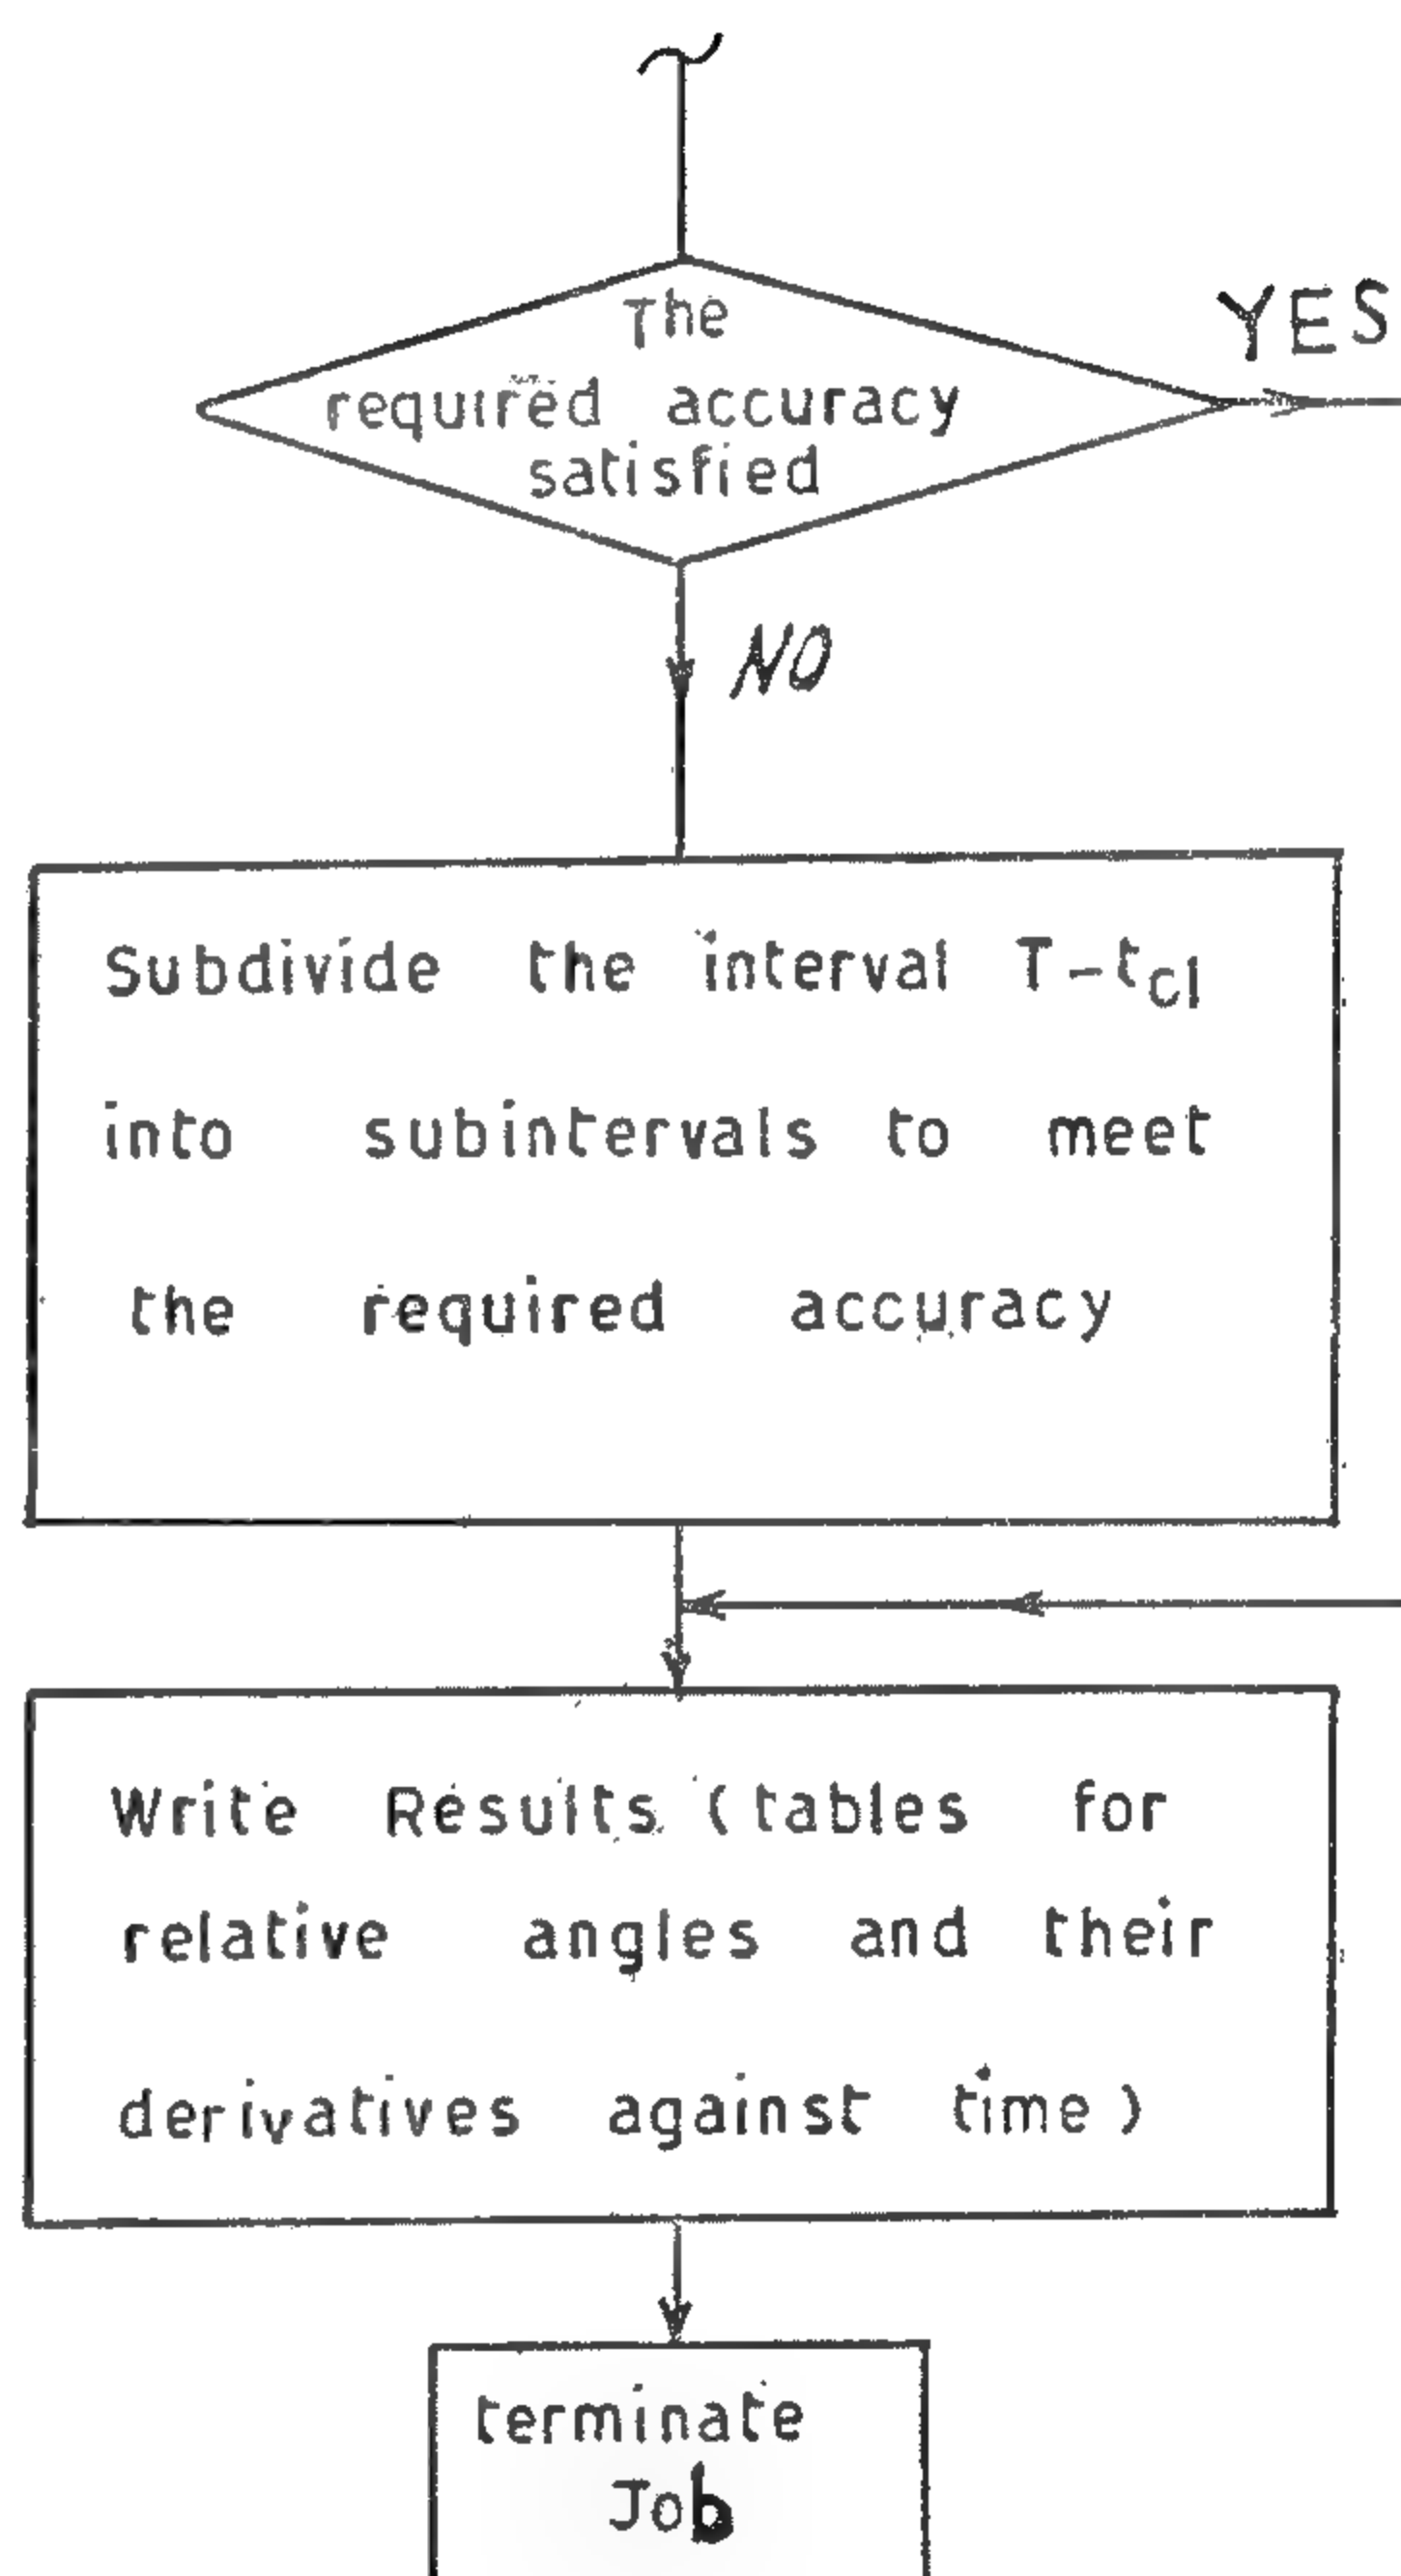 The
required accuracy
satisfied
YES
NO
Subdivide the interval T-t_cl
into subintervals to meet
the required accuracy
Write Results (tables for
relative angles and their
derivatives against time)
terminate
Job